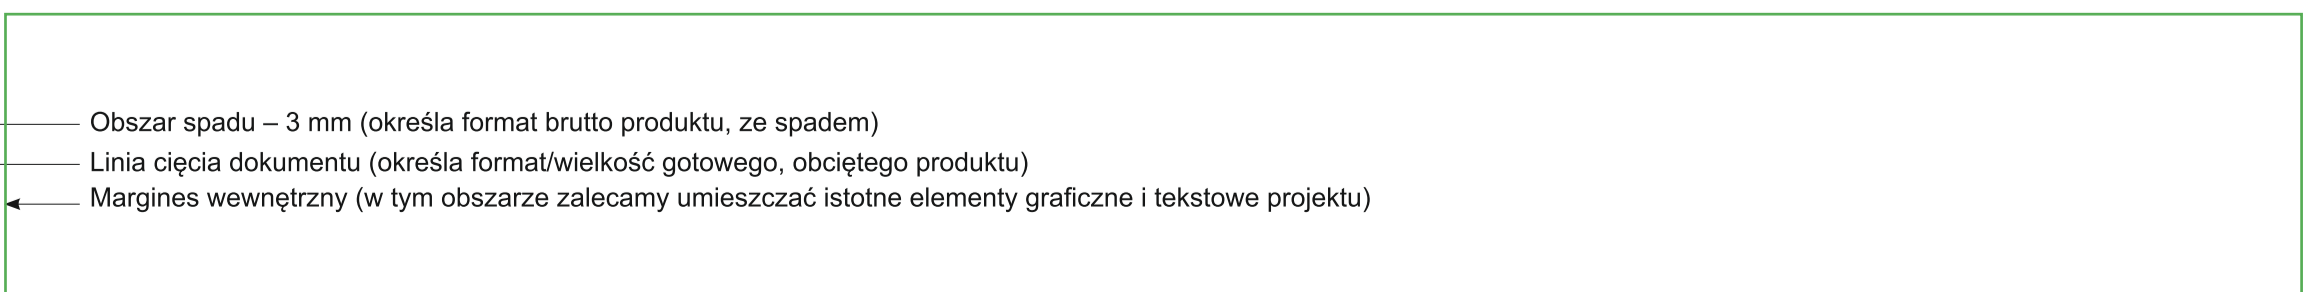 Obszar spadu – 3 mm (określa format brutto produktu, ze spadem)
Linia cięcia dokumentu (określa format/wielkość gotowego, obciętego produktu)
Margines wewnętrzny (w tym obszarze zalecamy umieszczać istotne elementy graficzne i tekstowe projektu)